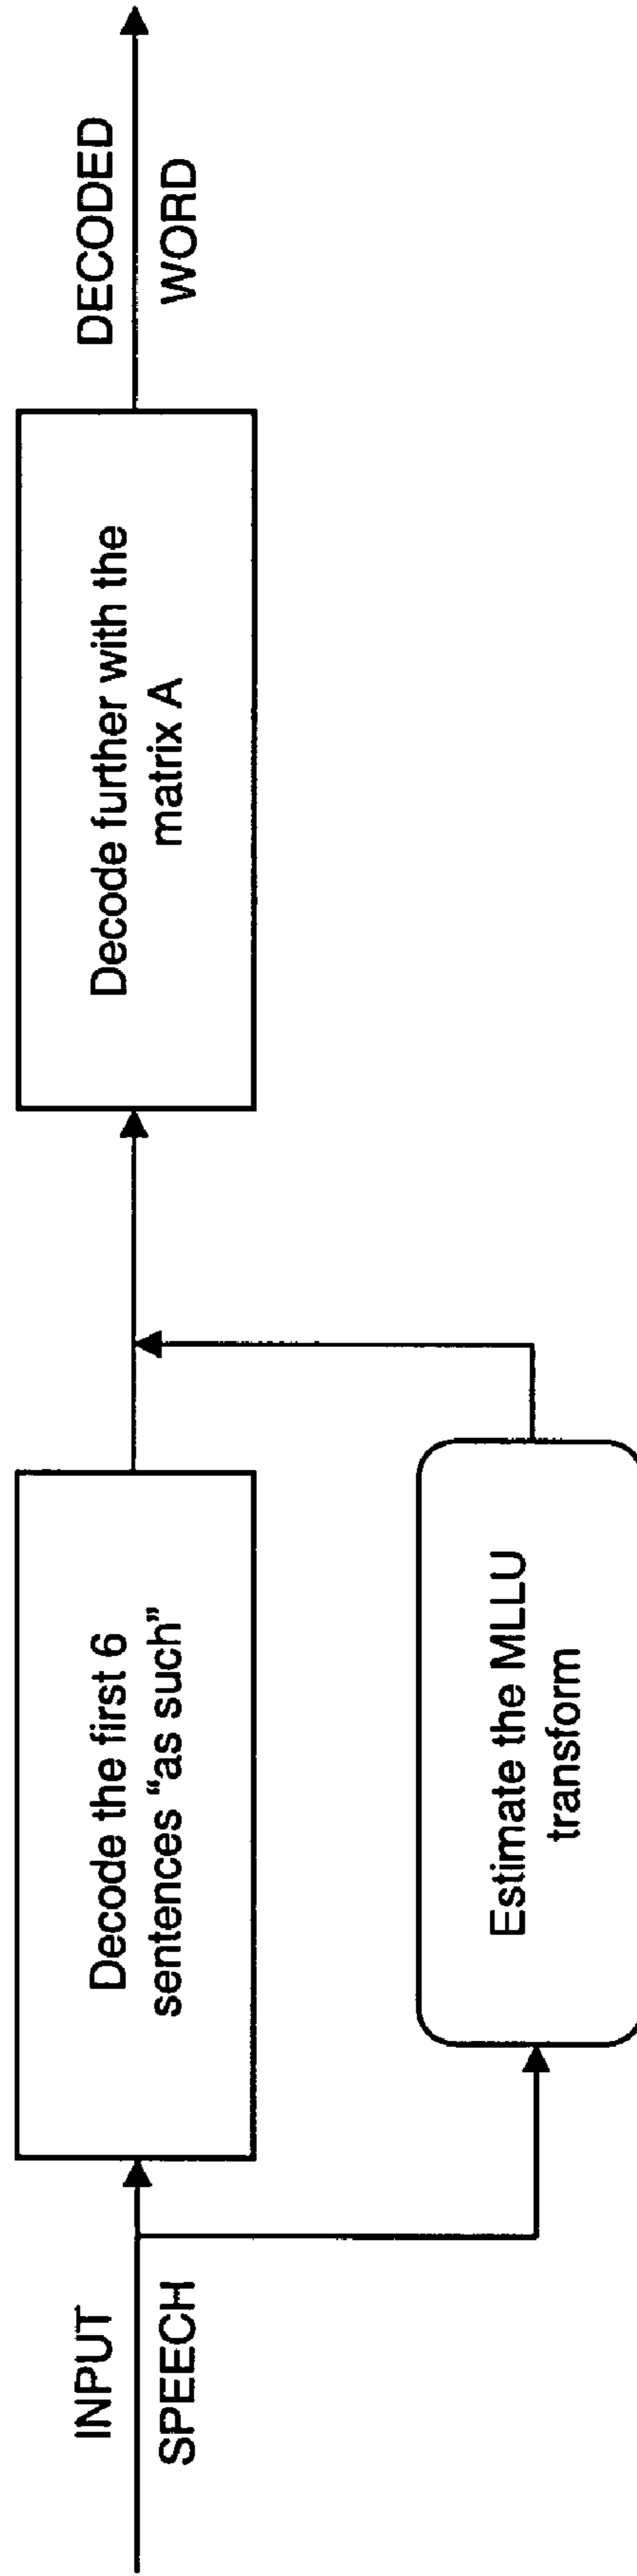 INPUT
SPEECH
Decode the first 6
sentences “as such”
Estimate the MLLU
transform
Decode further with the
matrix A
DECODED
WORD